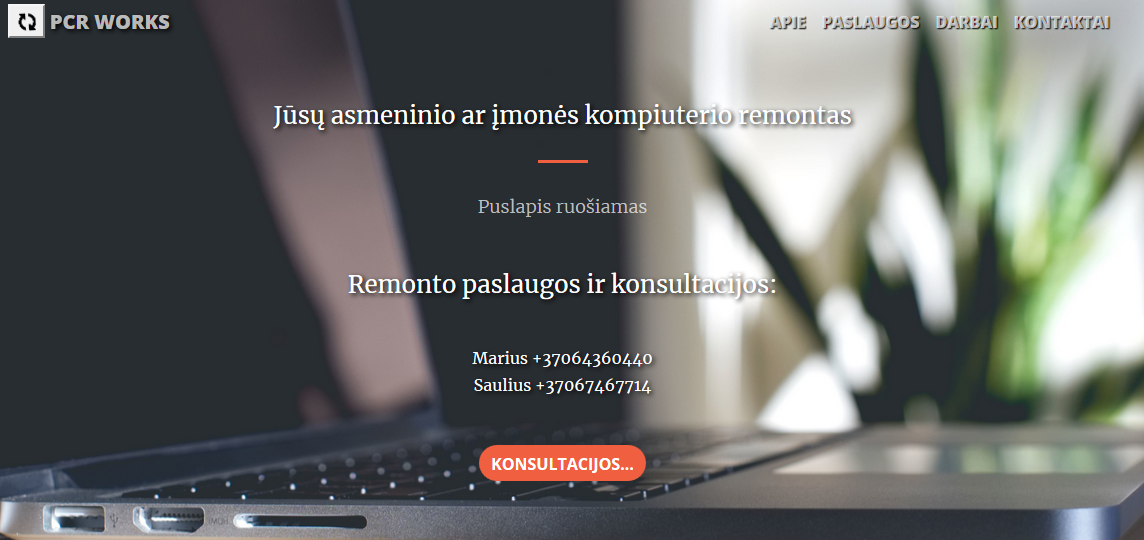 PCR WORKS
APIE PASLAUGOS DARBAI KONTAKTAI
Jūsų asmeninio ar įmonės kompiuterio remontas
Puslapis ruošiamas
Remonto paslaugos ir konsultacijos:
Marius +37064360440
Saulius +37067467714
KONSULTACIJOS...
HDMI